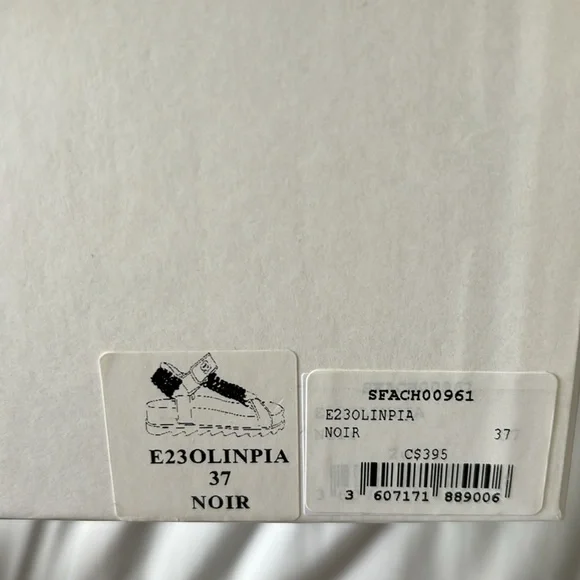 E23OLINPIA
37
NOIR
SFACH00961
E23OLINPIA
NOIR 37
C$395
3 607171 889006